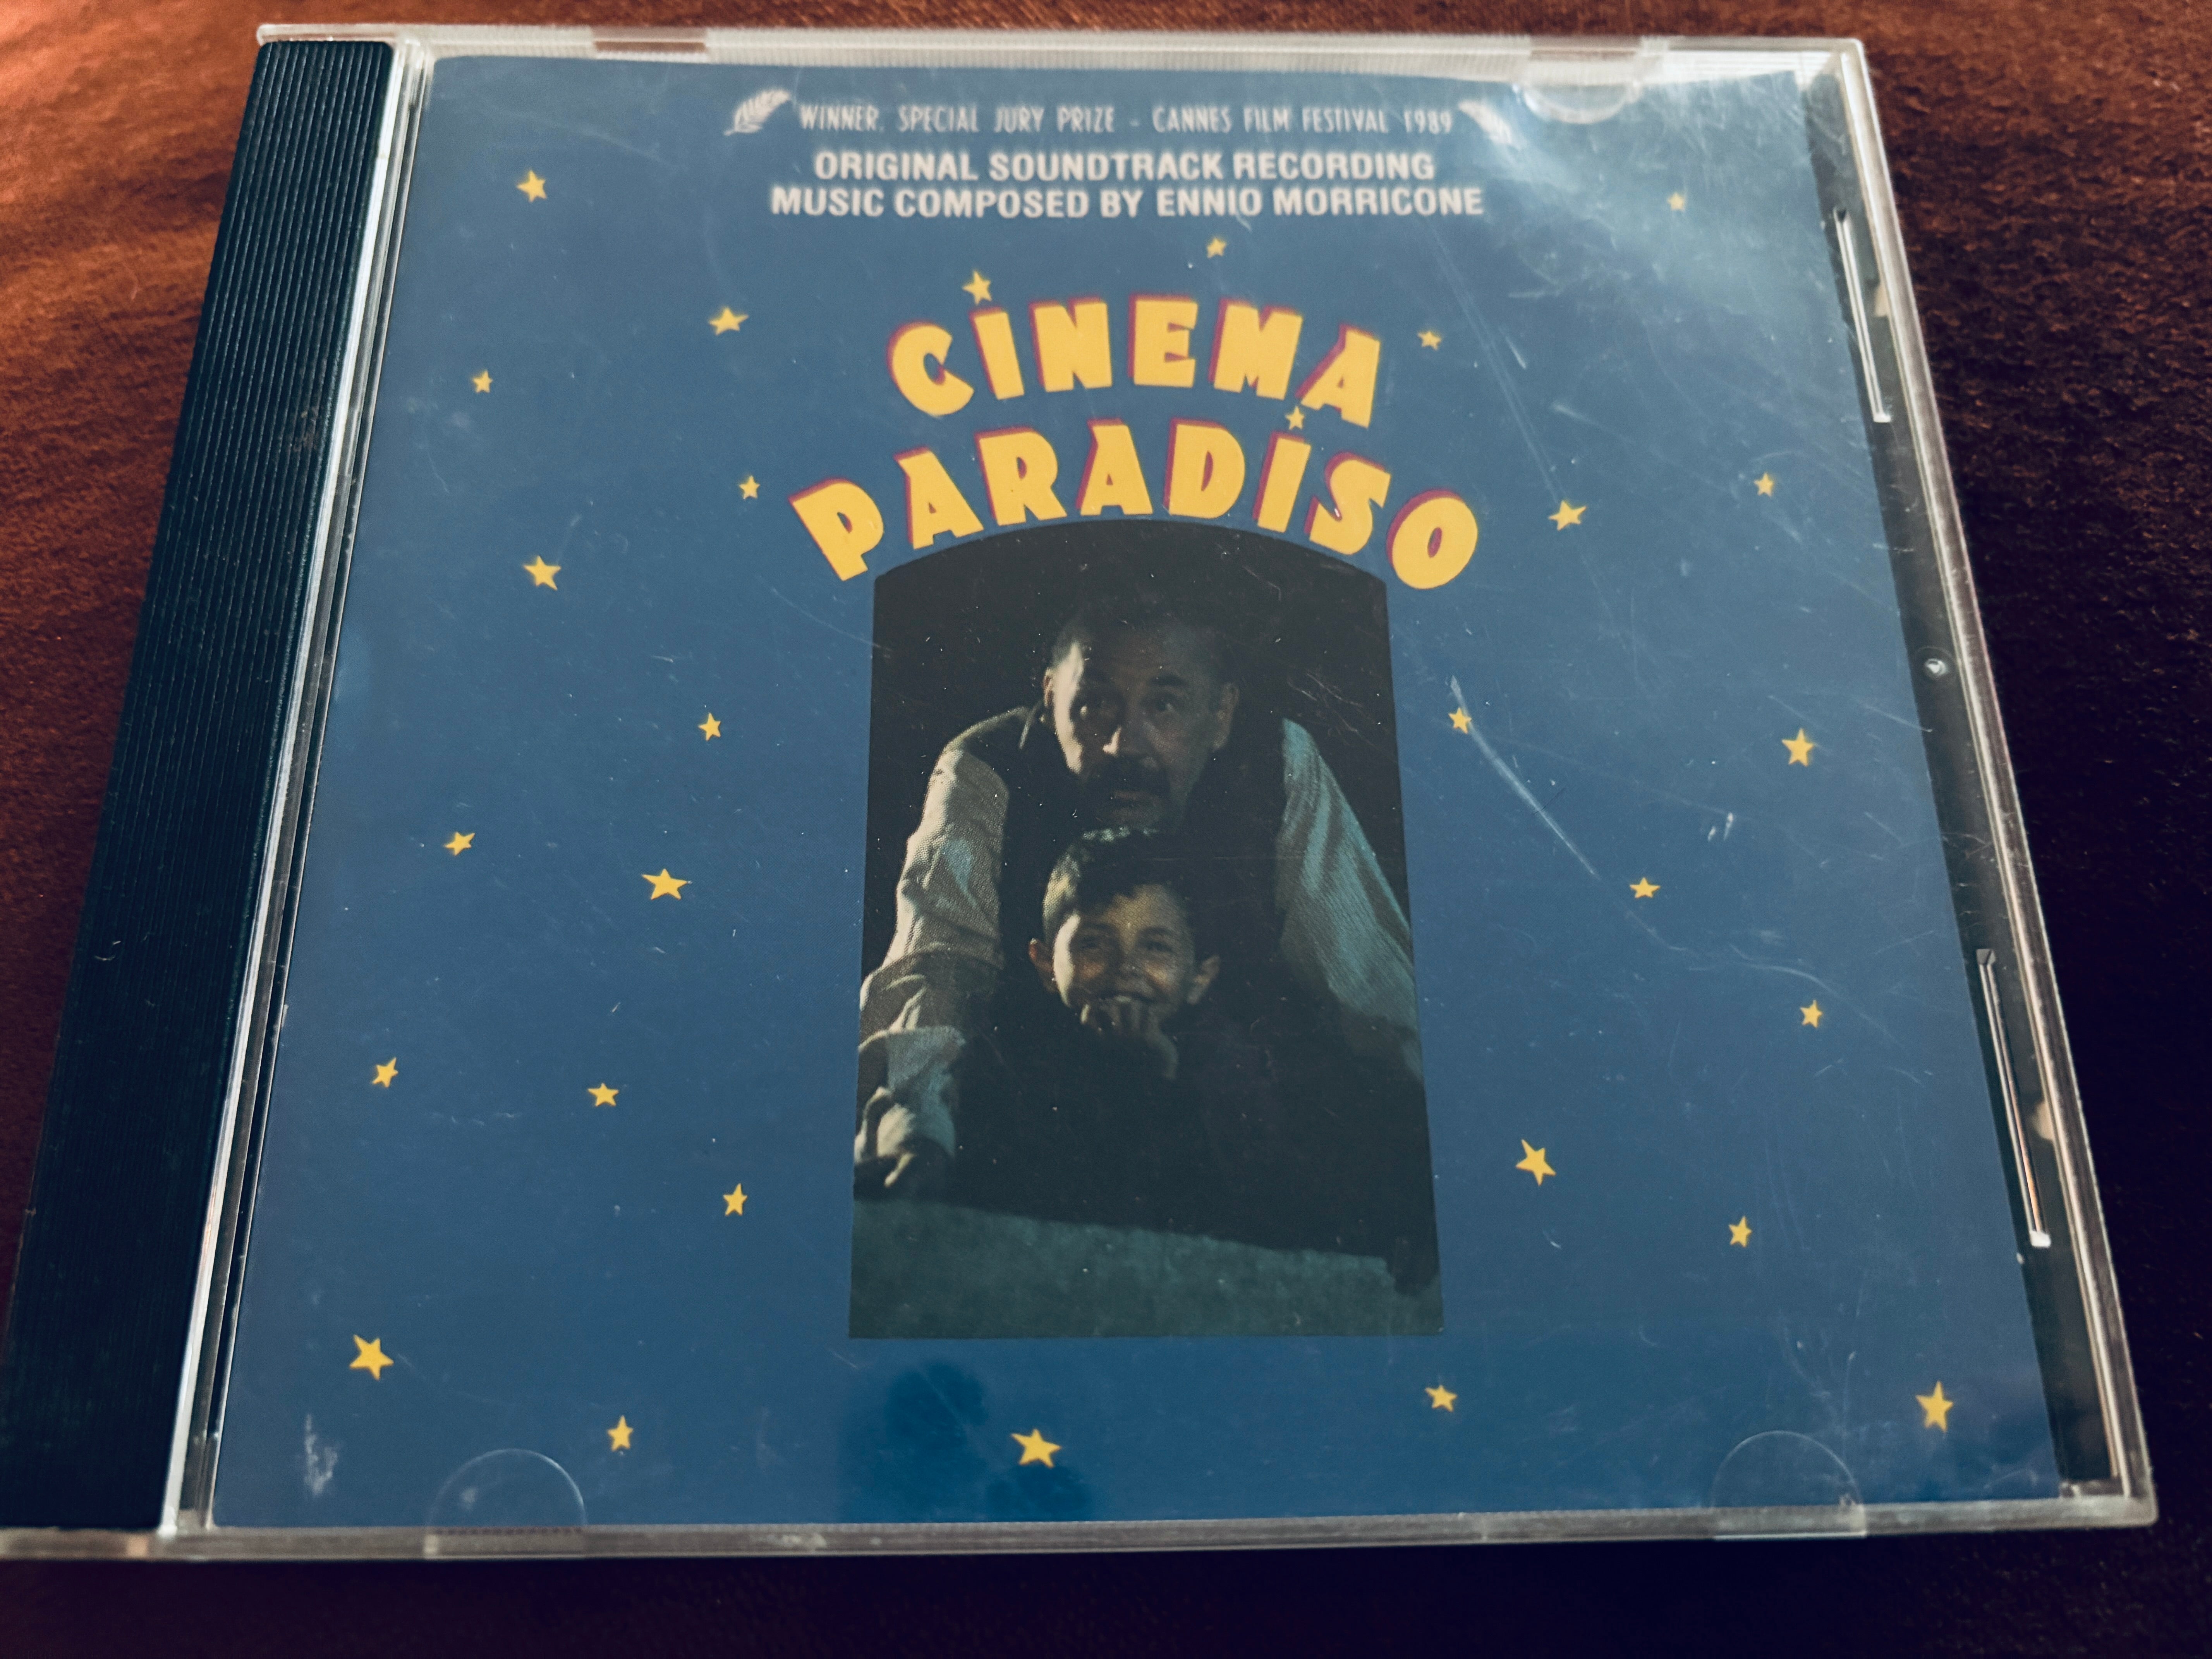 WINNER, SPECIAL JURY PRIZE - CANNES FILM FESTIVAL 1989
ORIGINAL SOUNDTRACK RECORDING
MUSIC COMPOSED BY ENNIO MORRICONE
CINEMA
PARADISO